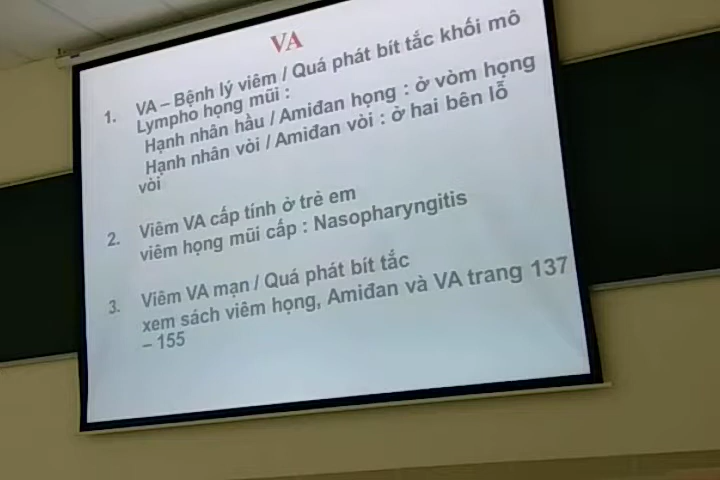 VA
1. VA – Bệnh lý viêm / Quá phát bít tắc khối mô
Lympho họng mũi :
Hạnh nhân hầu / Amiđan họng : ở vòm họng
Hạnh nhân vòi / Amiđan vòi : ở hai bên lỗ
vòi
2. Viêm VA cấp tính ở trẻ em
viêm họng mũi cấp : Nasopharyngitis
3. Viêm VA mạn / Quá phát bít tắc
xem sách viêm họng, Amiđan và VA trang 137
– 155